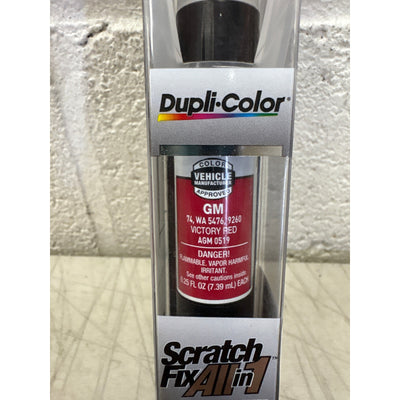 Dupli-Color®
COLOR
VEHICLE
MANUFACTURER
APPROVED
GM
74, WA 5476, 9260
VICTORY RED
AGM 0519
DANGER!
FLAMMABLE. VAPOR HARMFUL.
IRRITANT.
See other cautions inside
0.25 FL OZ (7.39 mL) EACH
Scratch
Fix All in 1™